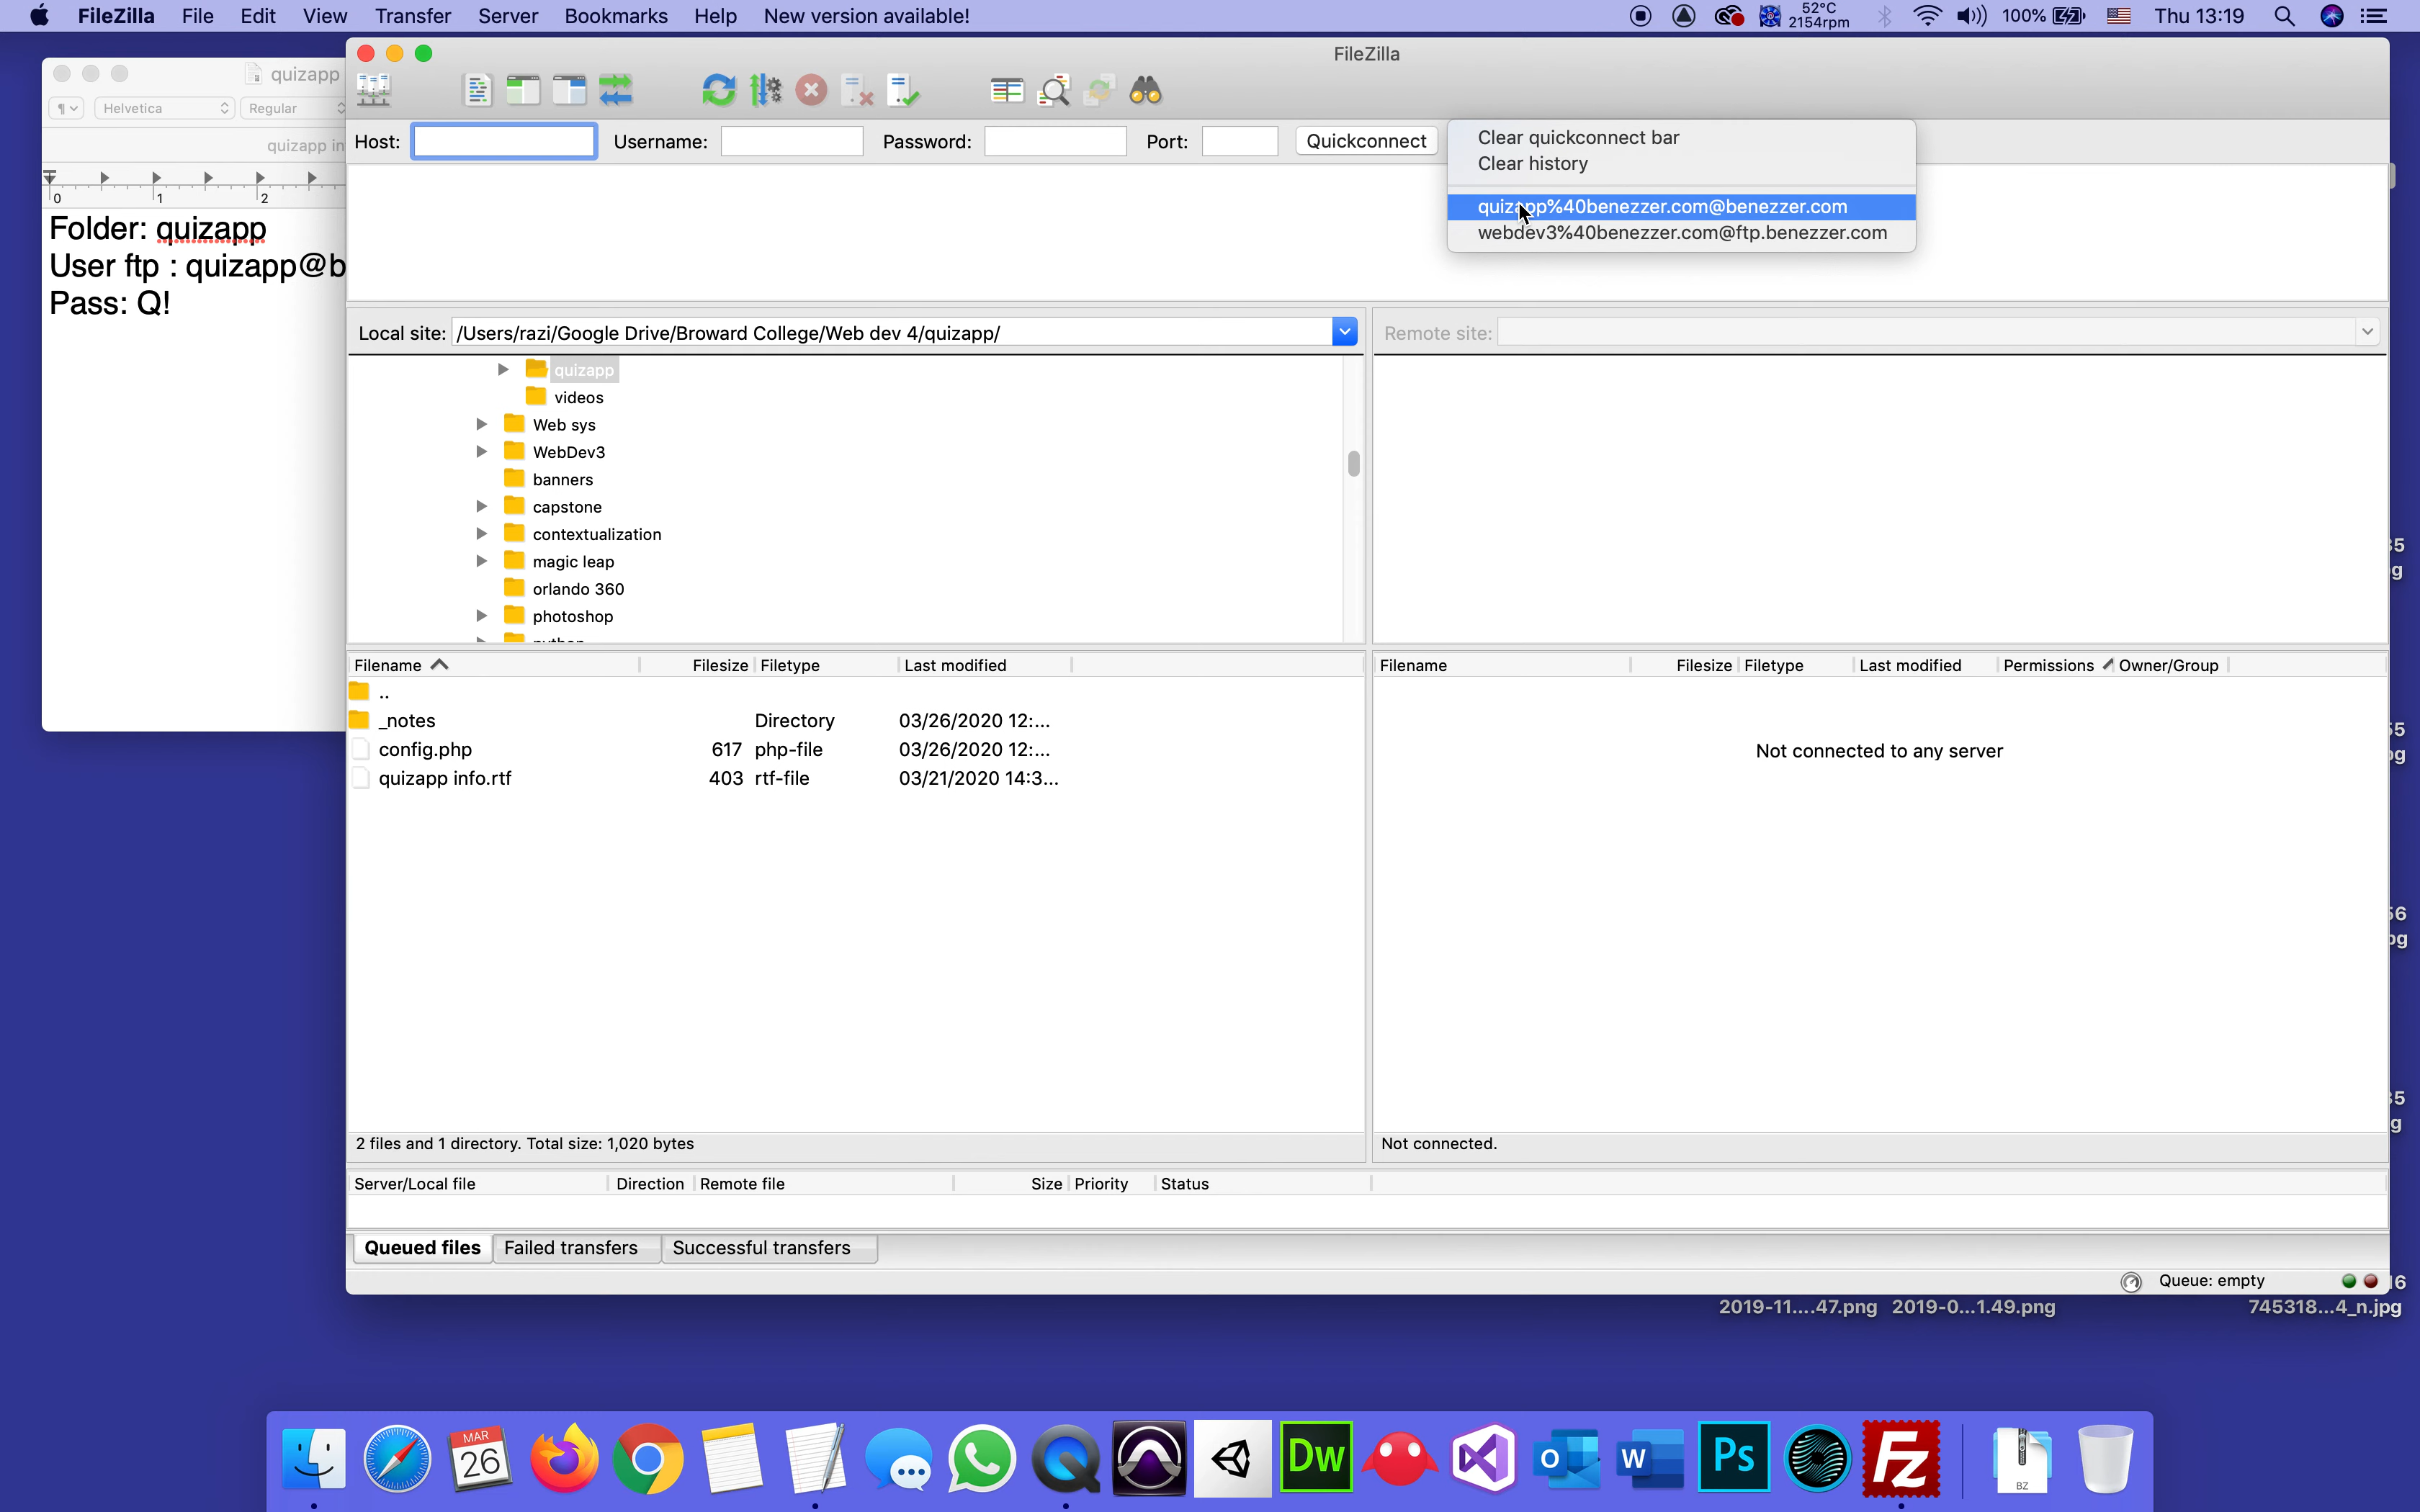 FileZilla File Edit View Transfer Server Bookmarks Help New version available!
52°C
2154rpm
100%
Thu 13:19
quizapp
Helvetica Regular
quizapp in
0 1 2
Folder: quizapp
User ftp : quizapp@b
Pass: Q!
FileZilla
Host: Username: Password: Port: Quickconnect
Clear quickconnect bar
Clear history
quizapp%40benezzer.com@benezzer.com
webdev3%40benezzer.com@ftp.benezzer.com
Local site: /Users/razi/Google Drive/Broward College/Web dev 4/quizapp/
Remote site:
quizapp
videos
Web sys
WebDev3
banners
capstone
contextualization
magic leap
orlando 360
photoshop
python
Filename Filesize Filetype Last modified
..
_notes Directory 03/26/2020 12:...
config.php 617 php-file 03/26/2020 12:...
quizapp info.rtf 403 rtf-file 03/21/2020 14:3...
2 files and 1 directory. Total size: 1,020 bytes
Filename Filesize Filetype Last modified Permissions Owner/Group
Not connected to any server
Not connected.
Server/Local file Direction Remote file Size Priority Status
Queued files Failed transfers Successful transfers
Queue: empty
2019-11....47.png 2019-0...1.49.png 745318...4_n.jpg
MAR
26
Dw
O
W
Ps
Fz
BZ